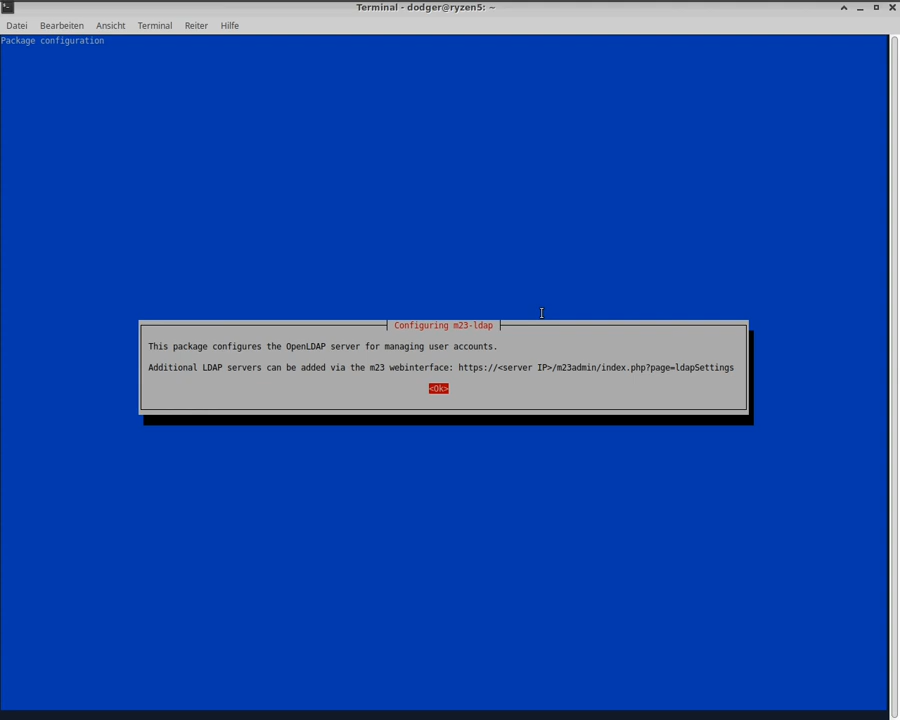 Terminal - dodger@ryzen5: ~
Datei Bearbeiten Ansicht Terminal Reiter Hilfe
Package configuration
Configuring m23-ldap
This package configures the OpenLDAP server for managing user accounts.
Additional LDAP servers can be added via the m23 webinterface: https://<server IP>/m23admin/index.php?page=ldapSettings
<Ok>